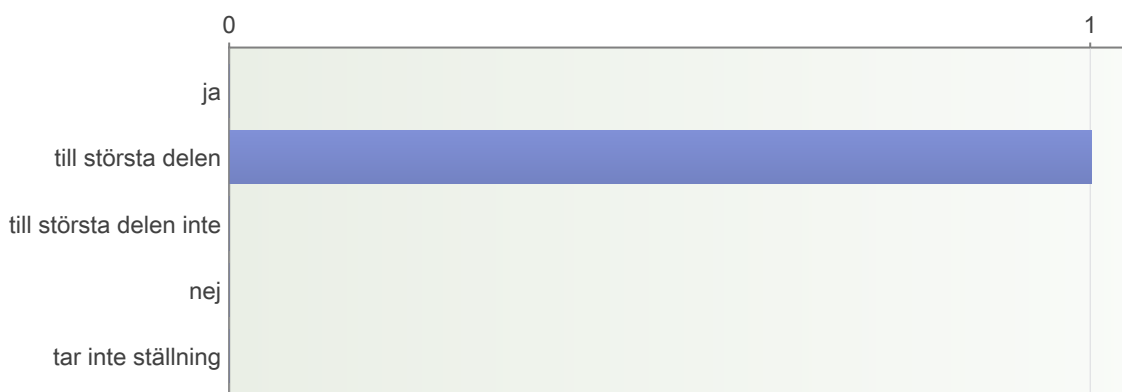 0 1
ja
till största delen
till största delen inte
nej
tar inte ställning